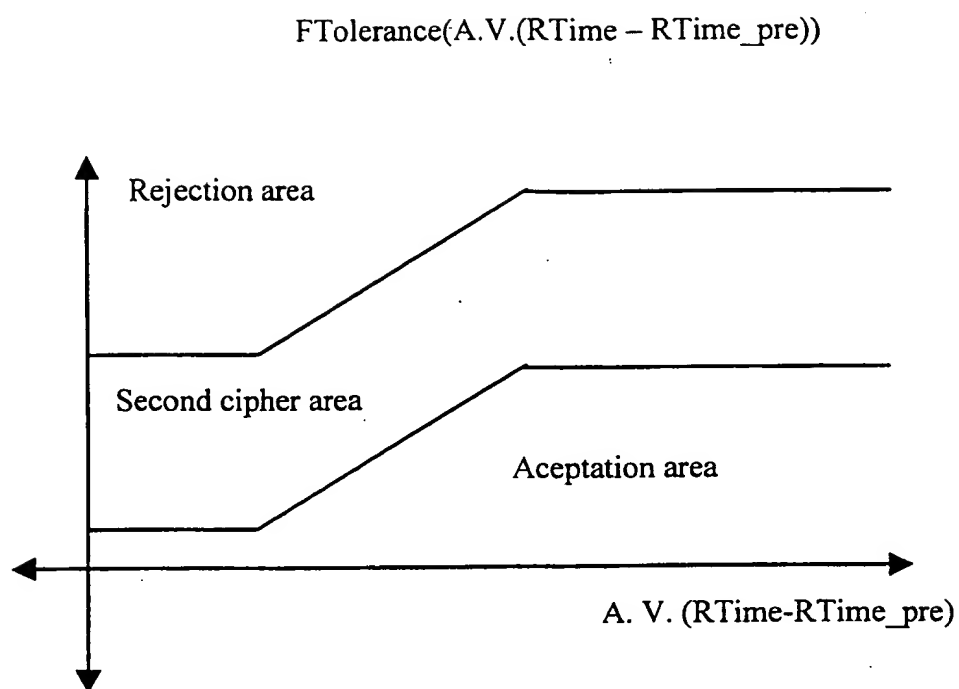 FTolerance(A.V.(RTime – RTime_pre))
Rejection area
Second cipher area
Aceptation area
A. V. (RTime-RTime_pre)